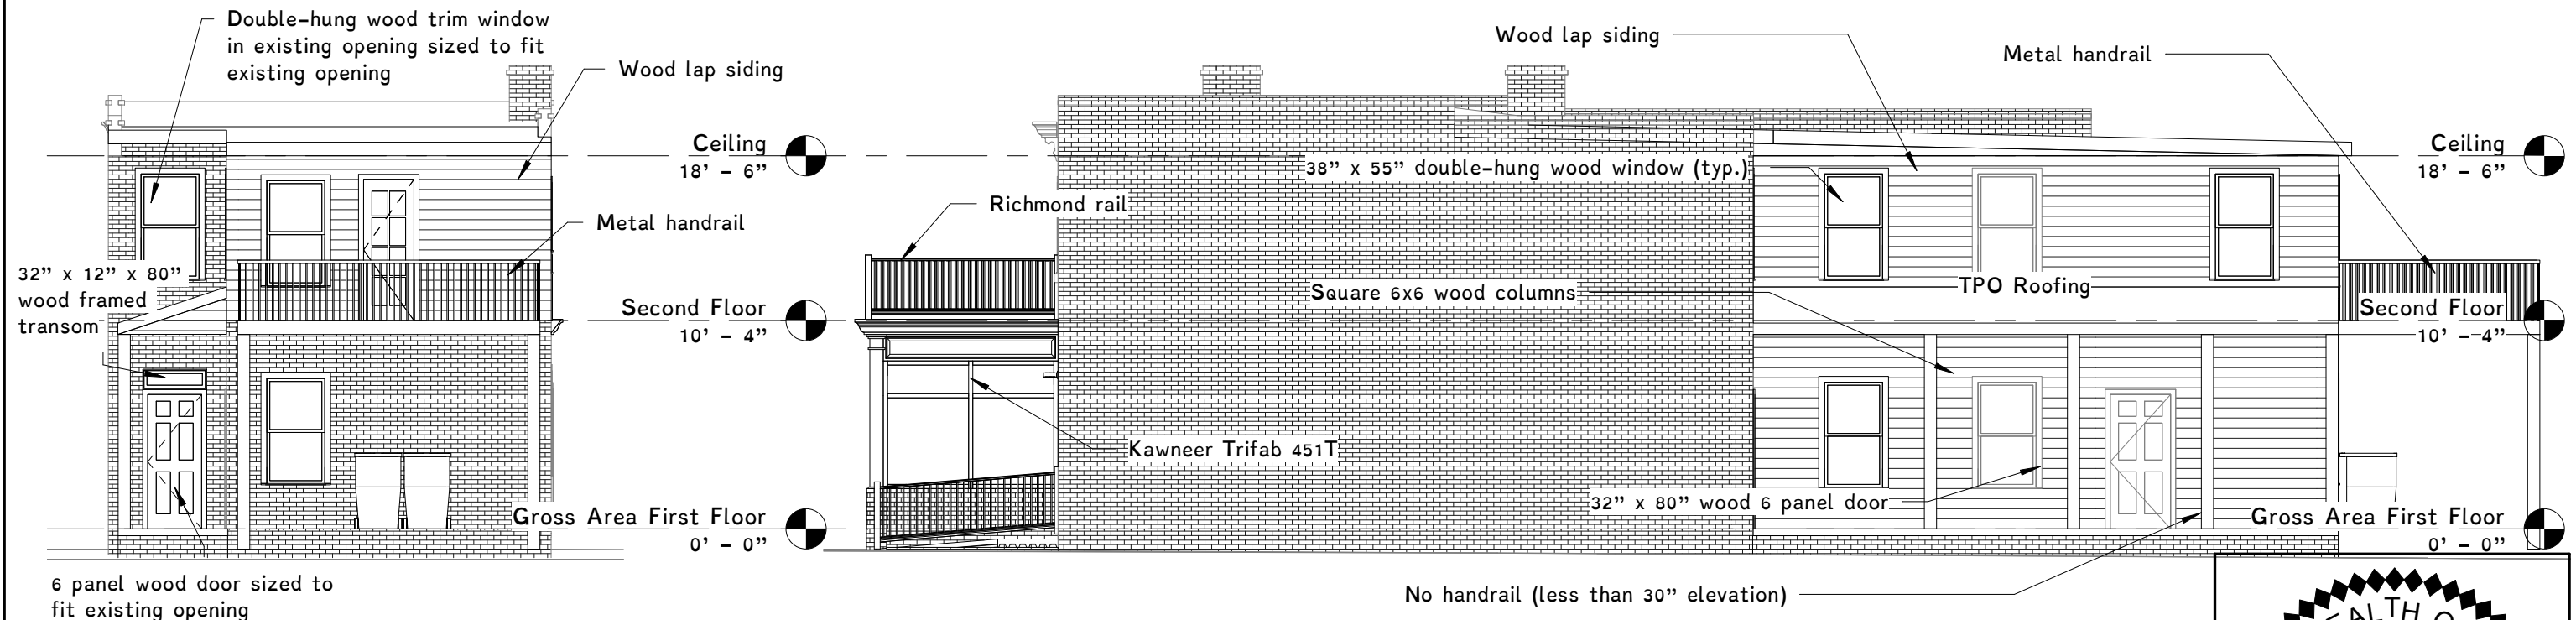 Double-hung wood trim window
in existing opening sized to fit
existing opening
Wood lap siding
Ceiling
18' - 6"
Metal handrail
32" x 12" x 80"
wood framed
transom
Second Floor
10' - 4"
Gross Area First Floor
0' - 0"
6 panel wood door sized to
fit existing opening
Wood lap siding
Metal handrail
38" x 55" double-hung wood window (typ.)
Ceiling
18' - 6"
Richmond rail
Square 6x6 wood columns
TPO Roofing
Second Floor
10' - 4"
Kawneer Trifab 451T
32" x 80" wood 6 panel door
Gross Area First Floor
0' - 0"
No handrail (less than 30" elevation)